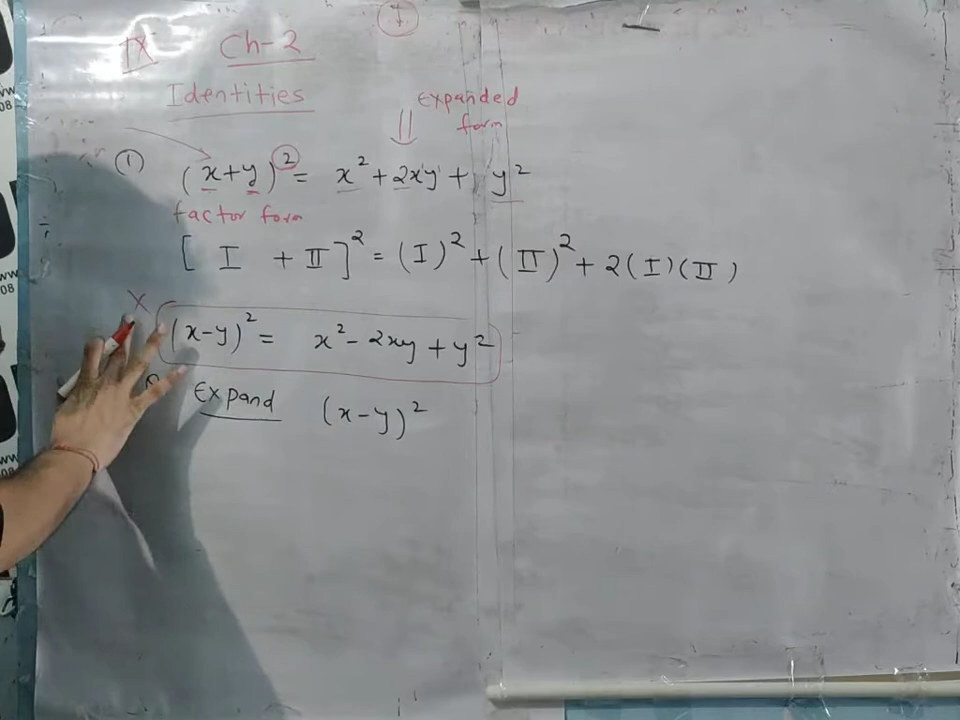 IX Ch-2
Identities
Expanded
form
① (x+y)² = x² + 2xy + y²
factor form
[ I + II ]² = (I)² + (II)² + 2(I)(II)
X
(x-y)² = x² - 2xy + y²
Expand (x-y)²